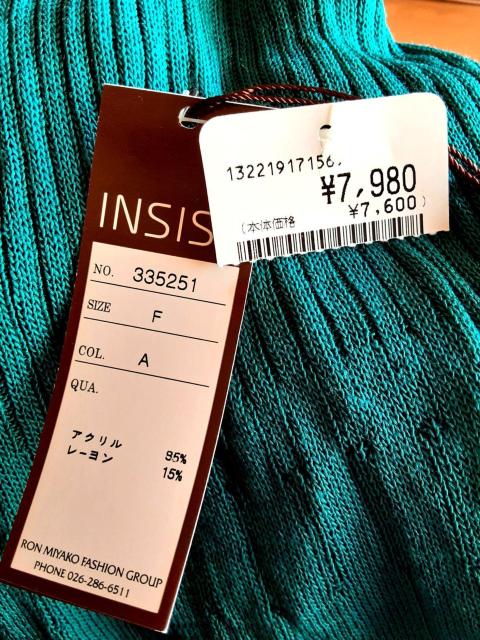 13221917156
¥7,980
(本体価格 ¥7,600)
INSIS
NO. 335251
SIZE F
COL. A
QUA.
アクリル 85%
レーヨン 15%
RON MIYAKO FASHION GROUP
PHONE 026-286-6511